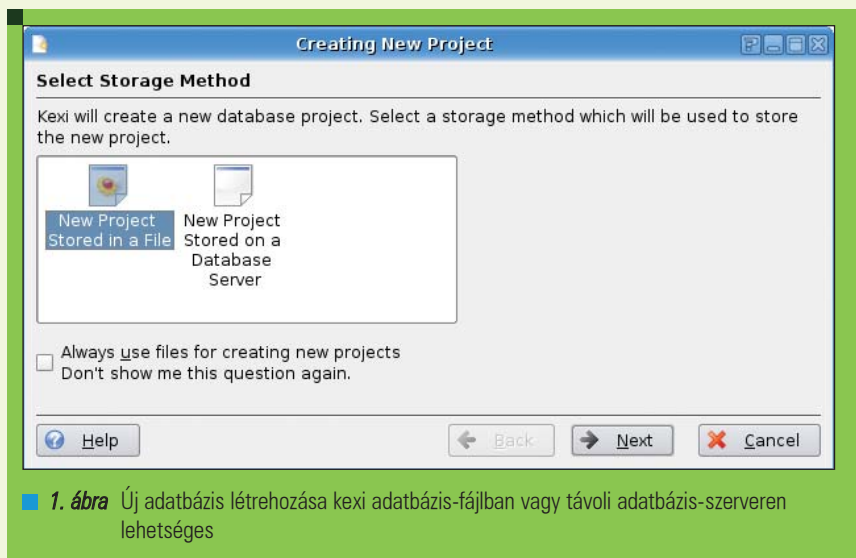 Creating New Project
Select Storage Method
Kexi will create a new database project. Select a storage method which will be used to store
the new project.
New Project
Stored in a File
New Project
Stored on a
Database
Server
Always use files for creating new projects
Don't show me this question again.
Help
Back
Next
Cancel
1. ábra Új adatbázis létrehozása kexi adatbázis-fájlban vagy távoli adatbázis-szerveren
lehetséges